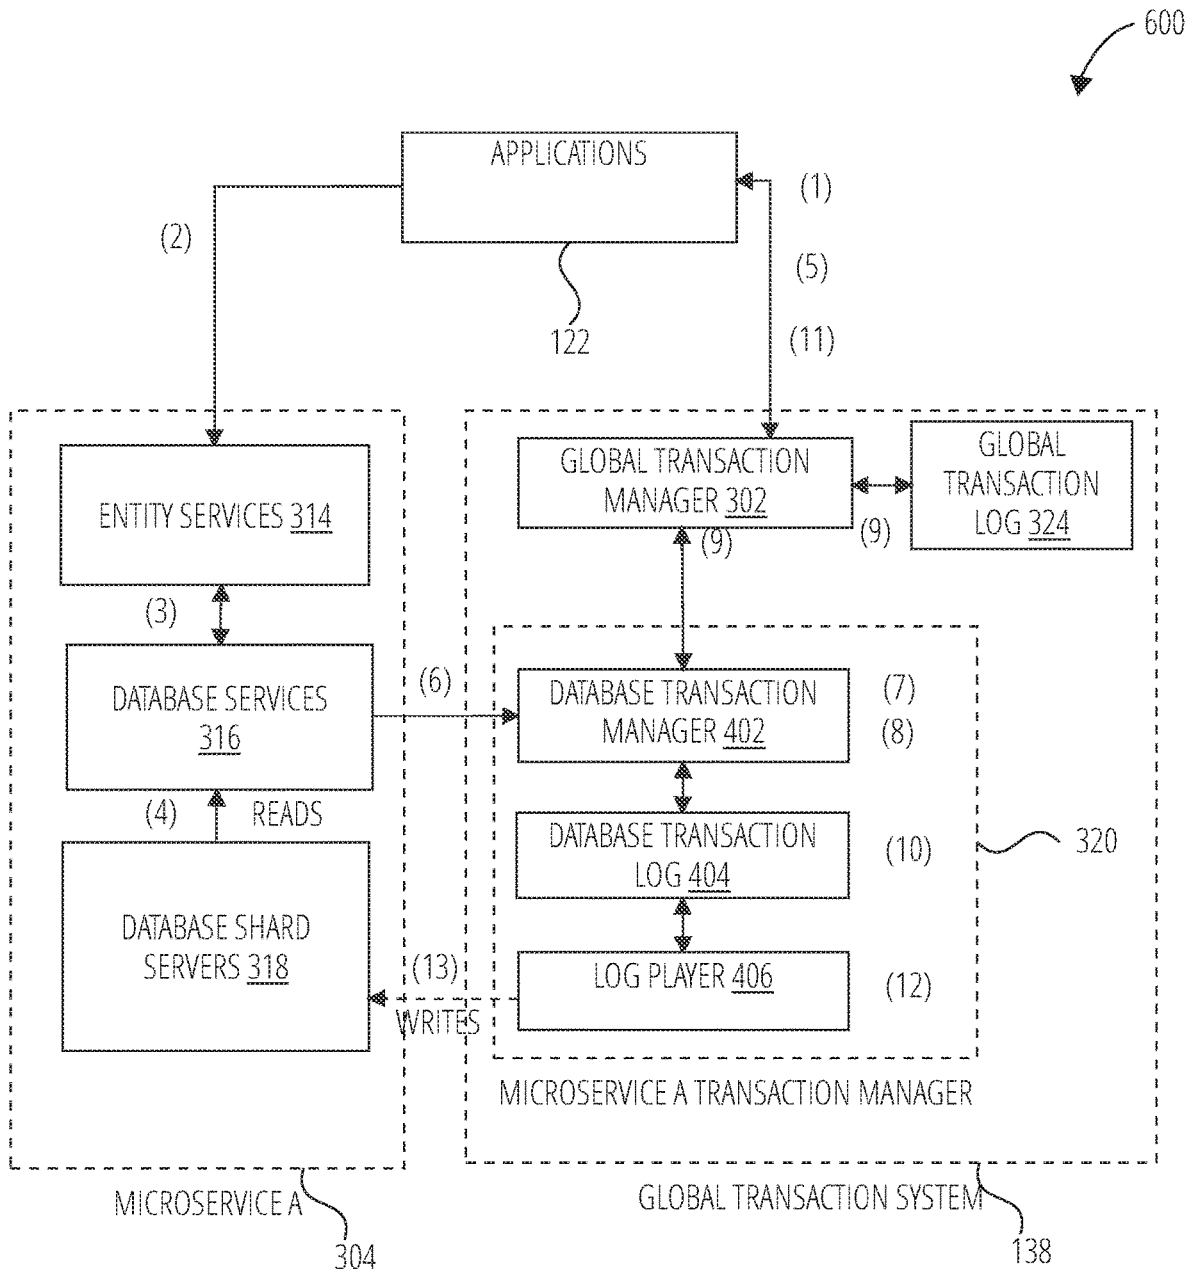 600
APPLICATIONS
(1)
(2)
(5)
122
(11)
GLOBAL TRANSACTION
MANAGER 302
GLOBAL
TRANSACTION
LOG 324
(9)
(9)
ENTITY SERVICES 314
(3)
DATABASE SERVICES
316
(6)
DATABASE TRANSACTION
MANAGER 402
(7)
(8)
(4)
READS
DATABASE TRANSACTION
LOG 404
(10)
320
DATABASE SHARD
SERVERS 318
(13)
WRITES
LOG PLAYER 406
(12)
MICROSERVICE A TRANSACTION MANAGER
MICROSERVICE A
304
GLOBAL TRANSACTION SYSTEM
138